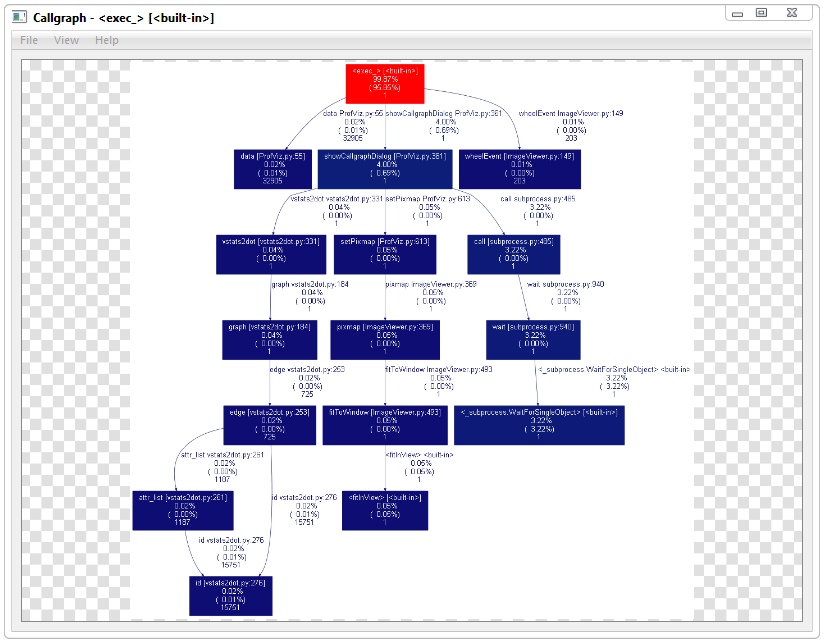 Callgraph - <exec_> [<built-in>]
File View Help
<exec_> [<built-in>]
99.87%
( 96.85%)
1
data ProfViz.py:55
0.02%
( 0.01%)
32905
showCallgraphDialog ProfViz.py:361
4.00%
( 0.69%)
1
wheelEvent ImageViewer.py:149
0.01%
( 0.00%)
203
data [ProfViz.py:55]
0.02%
( 0.01%)
32905
showCallgraphDialog [ProfViz.py:361]
4.00%
( 0.69%)
1
wheelEvent [ImageViewer.py:149]
0.01%
( 0.00%)
203
vstats2dot vstats2dot.py:331
0.04%
( 0.00%)
1
setPixmap ProfViz.py:613
0.05%
( 0.00%)
1
call subprocess.py:485
3.22%
( 0.00%)
1
vstats2dot [vstats2dot.py:331]
0.04%
( 0.00%)
1
setPixmap [ProfViz.py:613]
0.05%
( 0.00%)
1
call [subprocess.py:485]
3.22%
( 0.00%)
1
graph vstats2dot.py:184
0.04%
( 0.00%)
1
pixmap ImageViewer.py:369
0.05%
( 0.00%)
1
wait subprocess.py:940
3.22%
( 0.00%)
1
graph [vstats2dot.py:184]
0.04%
( 0.00%)
1
pixmap [ImageViewer.py:369]
0.05%
( 0.00%)
1
wait [subprocess.py:940]
3.22%
( 0.00%)
1
edge vstats2dot.py:253
0.02%
( 0.00%)
725
fitToWindow ImageViewer.py:493
0.05%
( 0.00%)
1
<_subprocess.WaitForSingleObject> <built-in>
3.22%
( 3.22%)
1
edge [vstats2dot.py:253]
0.02%
( 0.00%)
725
fitToWindow [ImageViewer.py:493]
0.05%
( 0.00%)
1
<_subprocess.WaitForSingleObject> [<built-in>]
3.22%
( 3.22%)
1
attr_list vstats2dot.py:261
0.02%
( 0.00%)
1187
<fitInView> <built-in>
0.05%
( 0.05%)
1
attr_list [vstats2dot.py:261]
0.02%
( 0.00%)
1187
id vstats2dot.py:276
0.02%
( 0.01%)
15751
<fitInView> [<built-in>]
0.05%
( 0.05%)
1
id vstats2dot.py:276
0.02%
( 0.01%)
15751
id [vstats2dot.py:276]
0.02%
( 0.01%)
15751